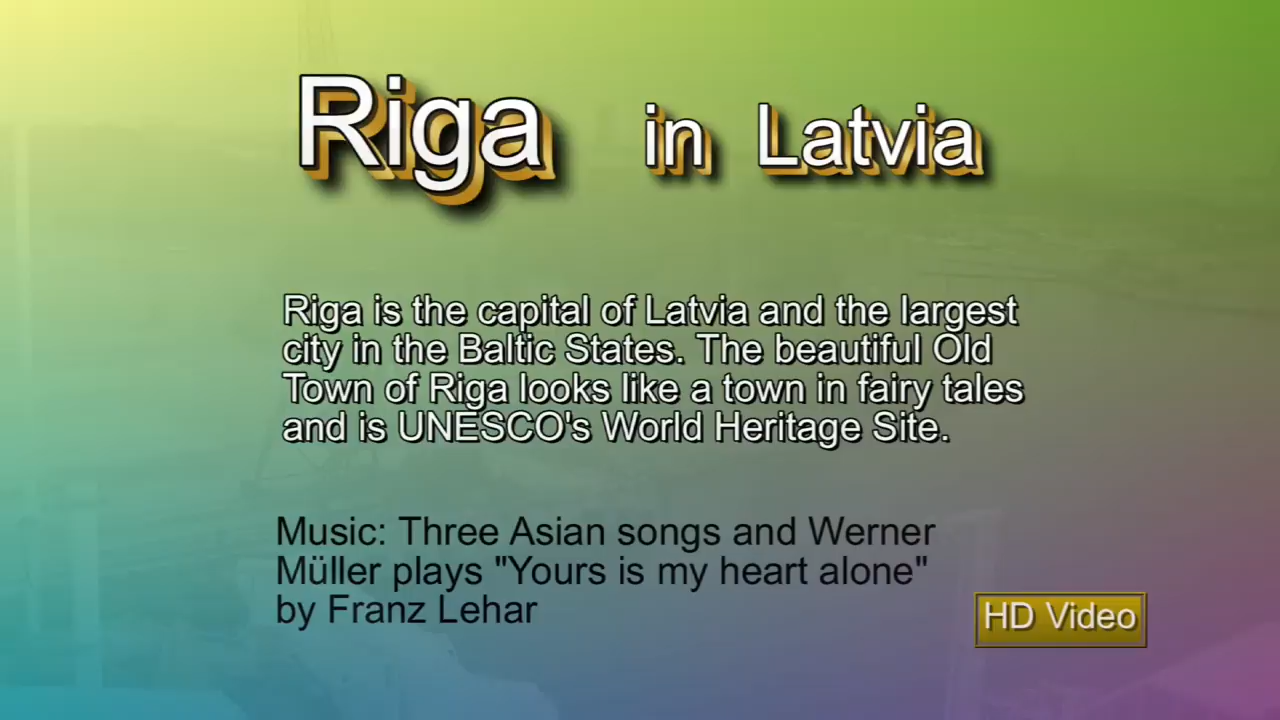 Riga in Latvia
Riga is the capital of Latvia and the largest
city in the Baltic States. The beautiful Old
Town of Riga looks like a town in fairy tales
and is UNESCO's World Heritage Site.
Music: Three Asian songs and Werner
Müller plays "Yours is my heart alone"
by Franz Lehar
HD Video